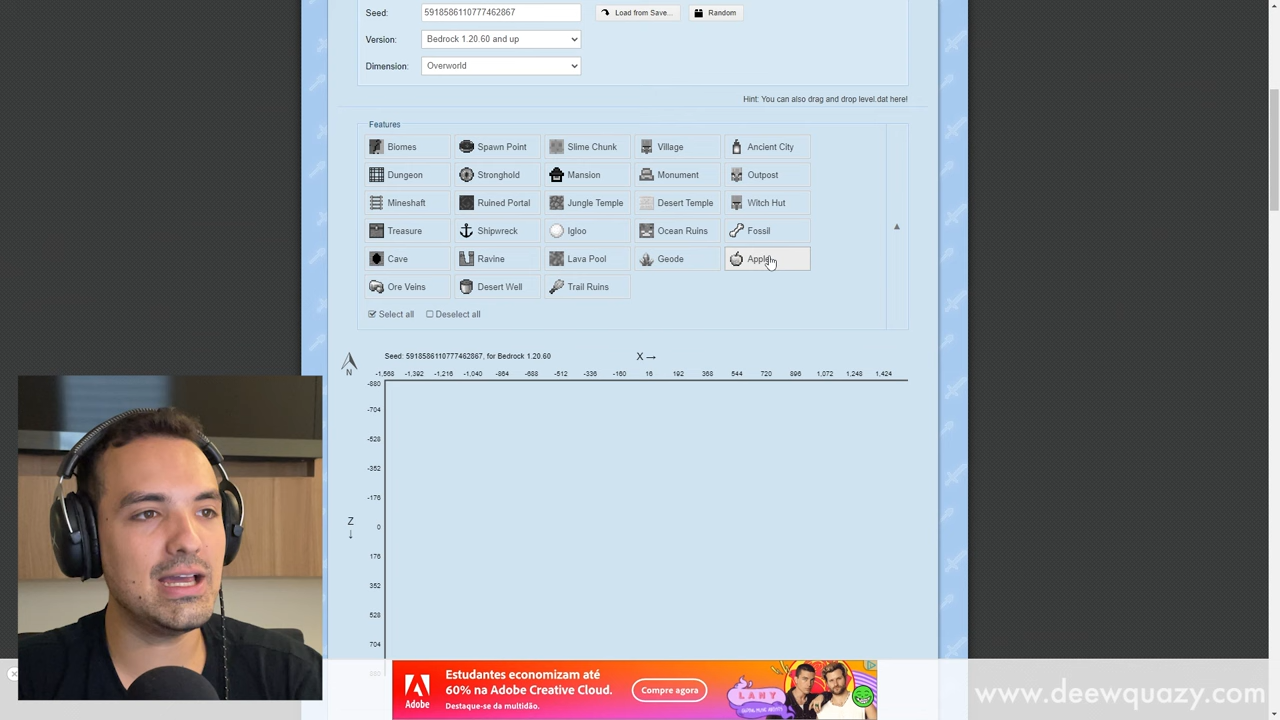 Seed: 5918586110777462867 Load from Save... Random
Version: Bedrock 1.20.60 and up
Dimension: Overworld
Hint: You can also drag and drop level.dat here!
Features
Biomes Spawn Point Slime Chunk Village Ancient City
Dungeon Stronghold Mansion Monument Outpost
Mineshaft Ruined Portal Jungle Temple Desert Temple Witch Hut
Treasure Shipwreck Igloo Ocean Ruins Fossil
Cave Ravine Lava Pool Geode Apple
Ore Veins Desert Well Trail Ruins
Select all Deselect all
Seed: 5918586110777462867, for Bedrock 1.20.60 X →
N
-1,568 -1,392 -1,216 -1,040 -864 -688 -512 -336 -160 16 192 368 544 720 896 1,072 1,248 1,424
-880
-704
-528
-352
-176
Z
0
176
352
528
704
Estudantes economizam até
60% na Adobe Creative Cloud.
Destaque-se da multidão.
Compre agora
Adobe
LANY
www.deewquazy.com